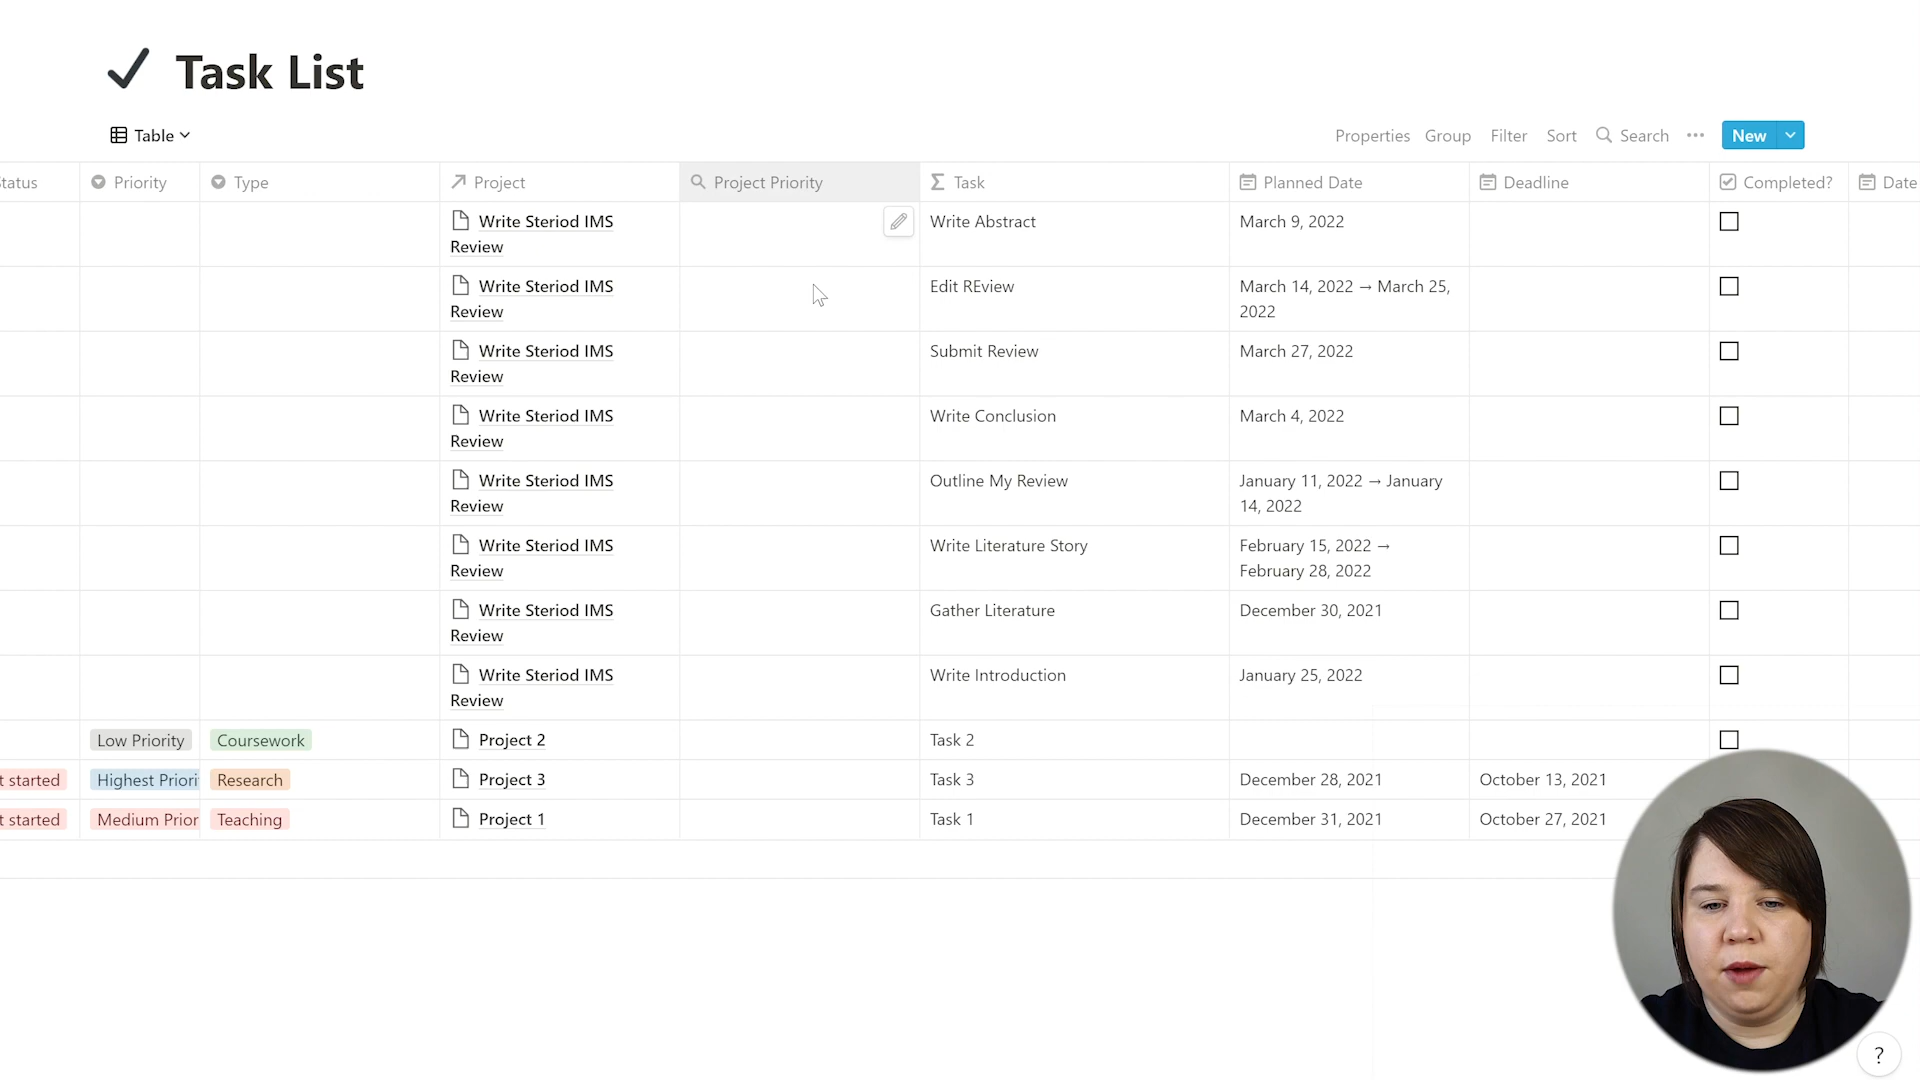 Task List
Table
Properties Group Filter Sort Search New
tatus Priority Type Project Project Priority Task Planned Date Deadline Completed? Date
Write Steriod IMS Write Abstract March 9, 2022
Review
Write Steriod IMS Edit REview March 14, 2022 → March 25,
Review 2022
Write Steriod IMS Submit Review March 27, 2022
Review
Write Steriod IMS Write Conclusion March 4, 2022
Review
Write Steriod IMS Outline My Review January 11, 2022 → January
Review 14, 2022
Write Steriod IMS Write Literature Story February 15, 2022 →
Review February 28, 2022
Write Steriod IMS Gather Literature December 30, 2021
Review
Write Steriod IMS Write Introduction January 25, 2022
Review
Low Priority Coursework Project 2 Task 2
t started Highest Priori Research Project 3 Task 3 December 28, 2021 October 13, 2021
t started Medium Prior Teaching Project 1 Task 1 December 31, 2021 October 27, 2021
?